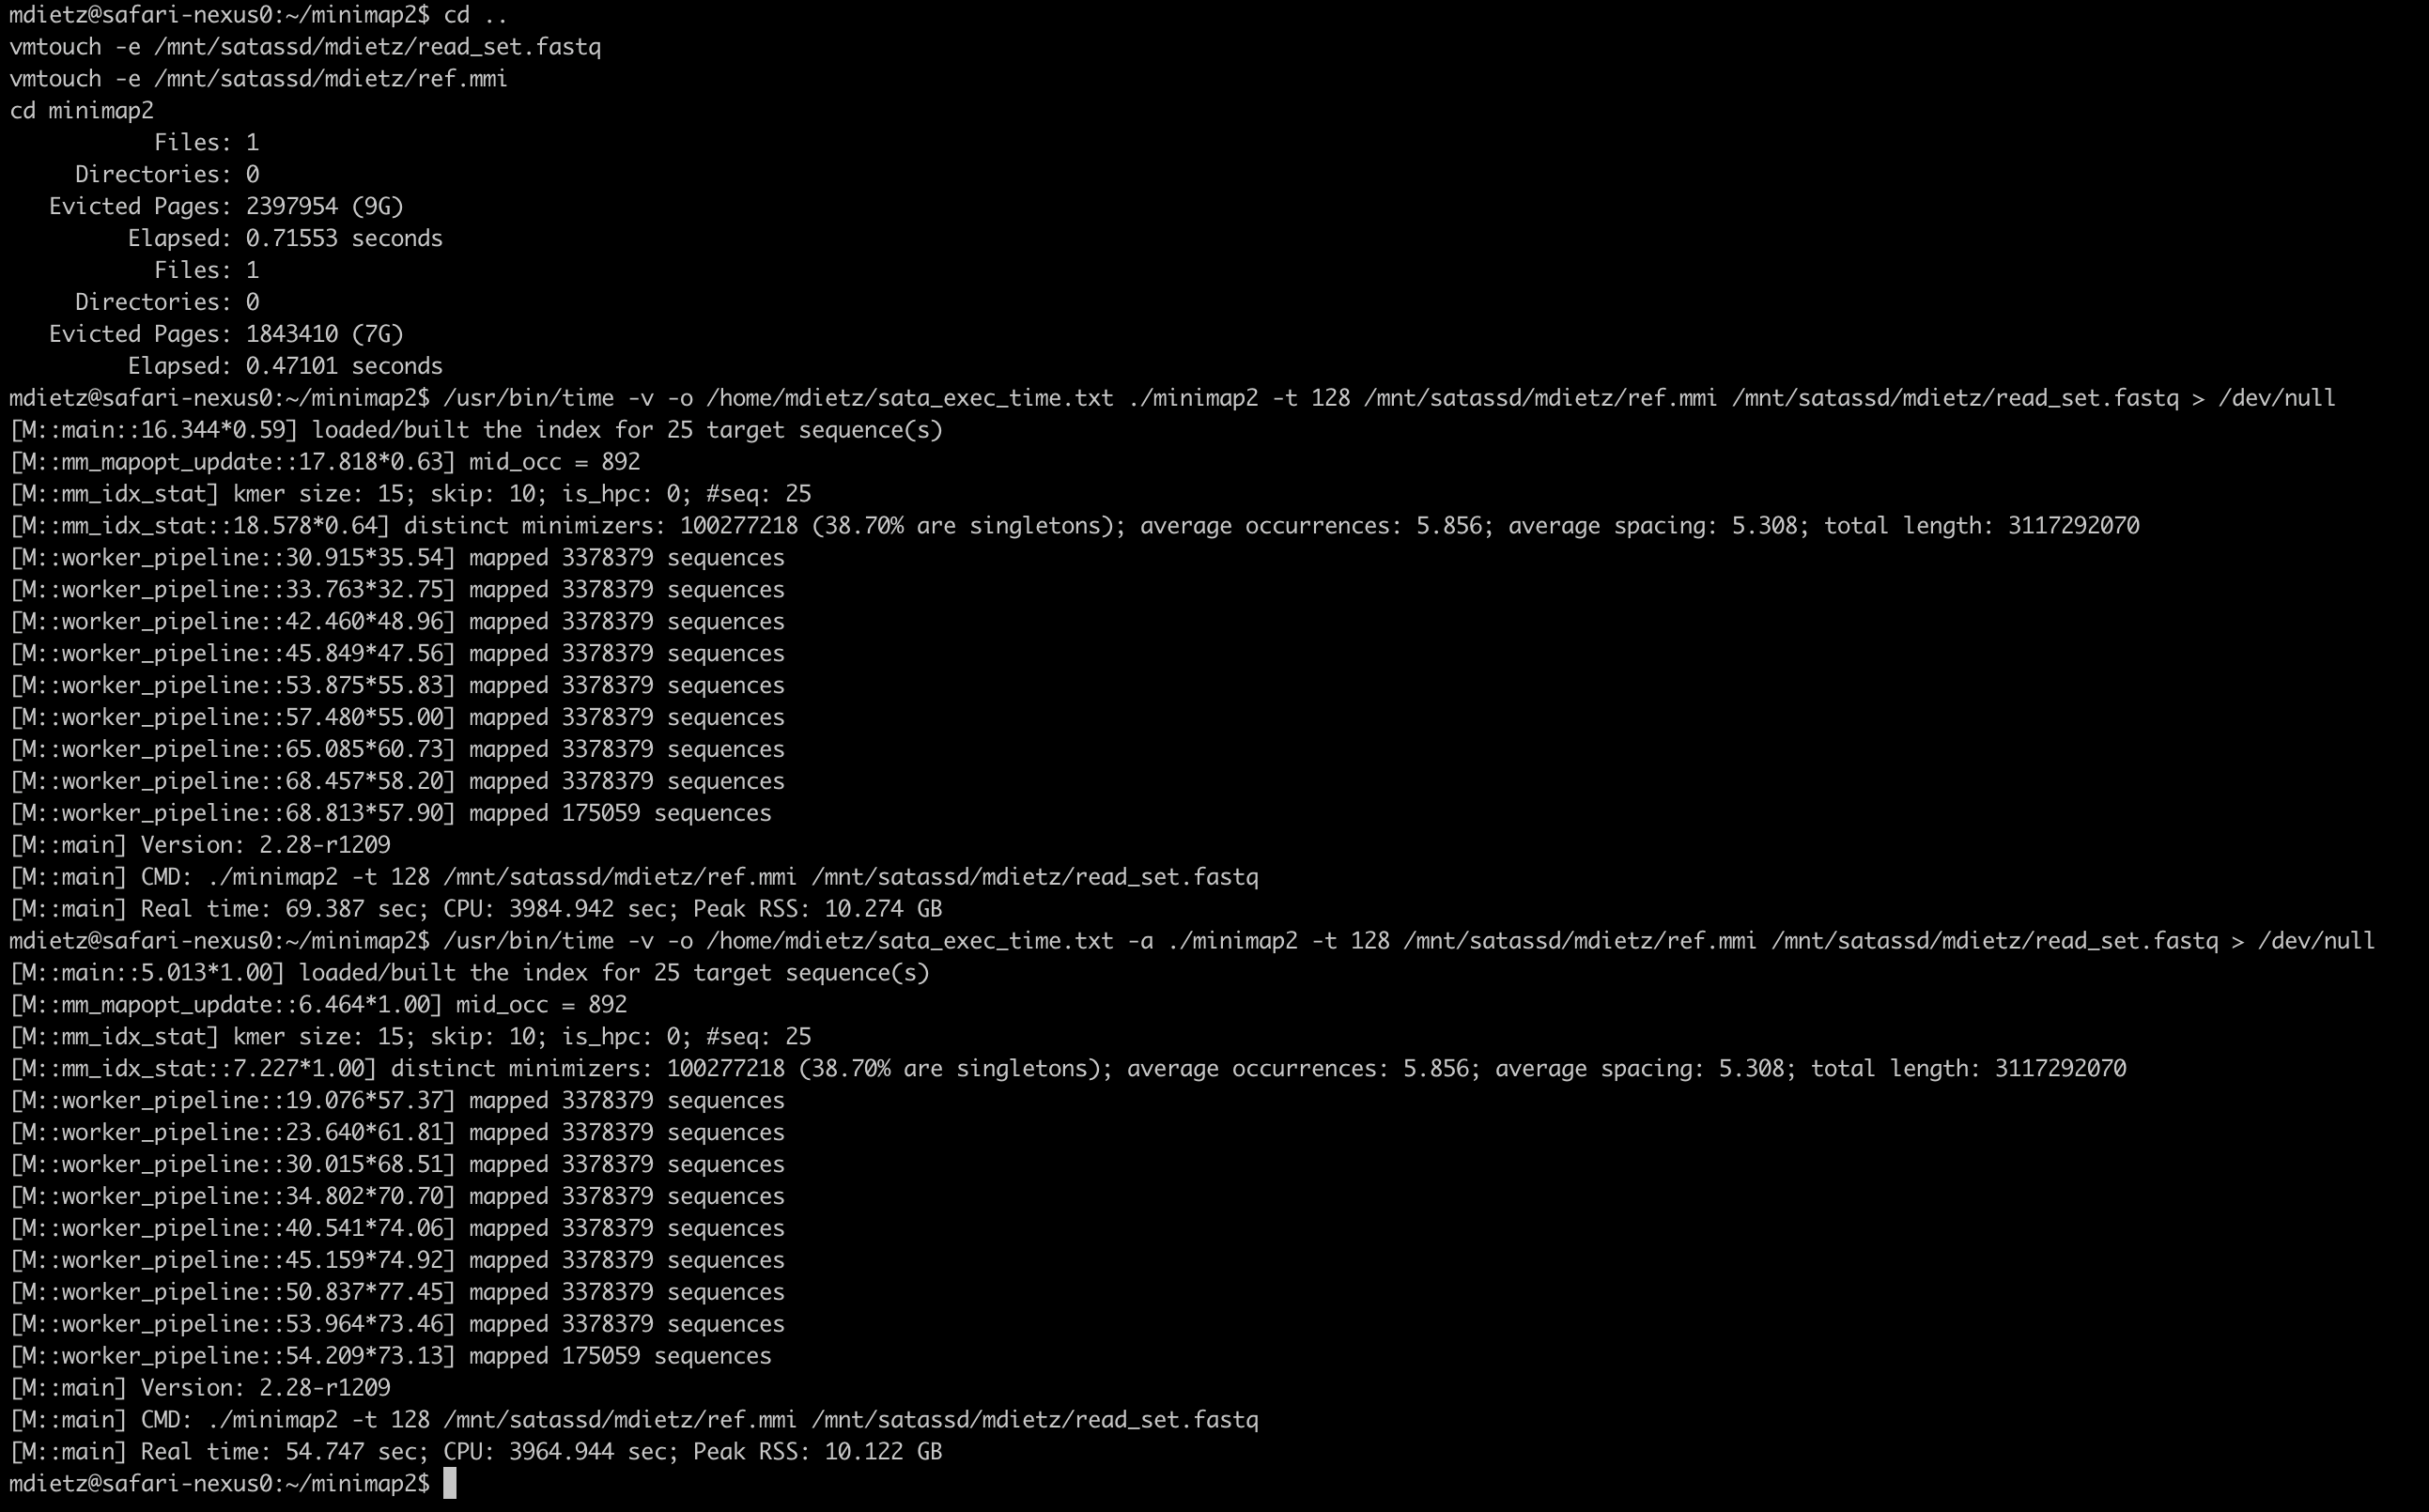 mdietz@safari-nexus0:~/minimap2$ cd ..
vmtouch -e /mnt/satassd/mdietz/read_set.fastq
vmtouch -e /mnt/satassd/mdietz/ref.mmi
cd minimap2
Files: 1
Directories: 0
Evicted Pages: 2397954 (9G)
Elapsed: 0.71553 seconds
Files: 1
Directories: 0
Evicted Pages: 1843410 (7G)
Elapsed: 0.47101 seconds
mdietz@safari-nexus0:~/minimap2$ /usr/bin/time -v -o /home/mdietz/sata_exec_time.txt ./minimap2 -t 128 /mnt/satassd/mdietz/ref.mmi /mnt/satassd/mdietz/read_set.fastq > /dev/null
[M::main::16.344*0.59] loaded/built the index for 25 target sequence(s)
[M::mm_mapopt_update::17.818*0.63] mid_occ = 892
[M::mm_idx_stat] kmer size: 15; skip: 10; is_hpc: 0; #seq: 25
[M::mm_idx_stat::18.578*0.64] distinct minimizers: 100277218 (38.70% are singletons); average occurrences: 5.856; average spacing: 5.308; total length: 3117292070
[M::worker_pipeline::30.915*35.54] mapped 3378379 sequences
[M::worker_pipeline::33.763*32.75] mapped 3378379 sequences
[M::worker_pipeline::42.460*48.96] mapped 3378379 sequences
[M::worker_pipeline::45.849*47.56] mapped 3378379 sequences
[M::worker_pipeline::53.875*55.83] mapped 3378379 sequences
[M::worker_pipeline::57.480*55.00] mapped 3378379 sequences
[M::worker_pipeline::65.085*60.73] mapped 3378379 sequences
[M::worker_pipeline::68.457*58.20] mapped 3378379 sequences
[M::worker_pipeline::68.813*57.90] mapped 175059 sequences
[M::main] Version: 2.28-r1209
[M::main] CMD: ./minimap2 -t 128 /mnt/satassd/mdietz/ref.mmi /mnt/satassd/mdietz/read_set.fastq
[M::main] Real time: 69.387 sec; CPU: 3984.942 sec; Peak RSS: 10.274 GB
mdietz@safari-nexus0:~/minimap2$ /usr/bin/time -v -o /home/mdietz/sata_exec_time.txt -a ./minimap2 -t 128 /mnt/satassd/mdietz/ref.mmi /mnt/satassd/mdietz/read_set.fastq > /dev/null
[M::main::5.013*1.00] loaded/built the index for 25 target sequence(s)
[M::mm_mapopt_update::6.464*1.00] mid_occ = 892
[M::mm_idx_stat] kmer size: 15; skip: 10; is_hpc: 0; #seq: 25
[M::mm_idx_stat::7.227*1.00] distinct minimizers: 100277218 (38.70% are singletons); average occurrences: 5.856; average spacing: 5.308; total length: 3117292070
[M::worker_pipeline::19.076*57.37] mapped 3378379 sequences
[M::worker_pipeline::23.640*61.81] mapped 3378379 sequences
[M::worker_pipeline::30.015*68.51] mapped 3378379 sequences
[M::worker_pipeline::34.802*70.70] mapped 3378379 sequences
[M::worker_pipeline::40.541*74.06] mapped 3378379 sequences
[M::worker_pipeline::45.159*74.92] mapped 3378379 sequences
[M::worker_pipeline::50.837*77.45] mapped 3378379 sequences
[M::worker_pipeline::53.964*73.46] mapped 3378379 sequences
[M::worker_pipeline::54.209*73.13] mapped 175059 sequences
[M::main] Version: 2.28-r1209
[M::main] CMD: ./minimap2 -t 128 /mnt/satassd/mdietz/ref.mmi /mnt/satassd/mdietz/read_set.fastq
[M::main] Real time: 54.747 sec; CPU: 3964.944 sec; Peak RSS: 10.122 GB
mdietz@safari-nexus0:~/minimap2$